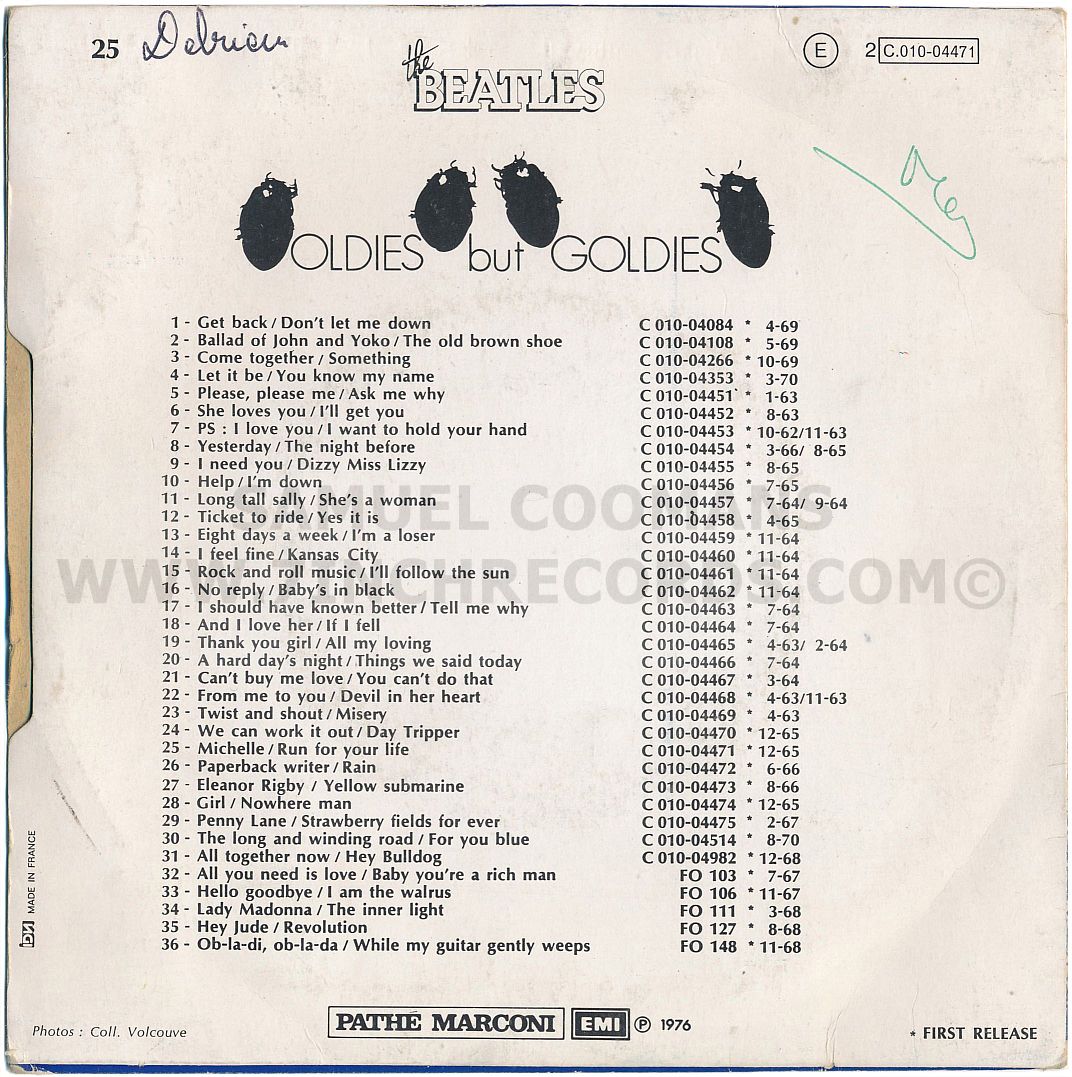 25 Debrieu
E 2 C.010-04471
the BEATLES
OLDIES but GOLDIES
1 - Get back / Don't let me down C 010-04084 * 4-69
2 - Ballad of John and Yoko / The old brown shoe C 010-04108 * 5-69
3 - Come together / Something C 010-04266 * 10-69
4 - Let it be / You know my name C 010-04353 * 3-70
5 - Please, please me / Ask me why C 010-04451 * 1-63
6 - She loves you / I'll get you C 010-04452 * 8-63
7 - PS : I love you / I want to hold your hand C 010-04453 * 10-62/11-63
8 - Yesterday / The night before C 010-04454 * 3-66/ 8-65
9 - I need you / Dizzy Miss Lizzy C 010-04455 * 8-65
10 - Help / I'm down C 010-04456 * 7-65
11 - Long tall sally / She's a woman C 010-04457 * 7-64/ 9-64
12 - Ticket to ride / Yes it is C 010-04458 * 4-65
13 - Eight days a week / I'm a loser C 010-04459 * 11-64
14 - I feel fine / Kansas City C 010-04460 * 11-64
15 - Rock and roll music / I'll follow the sun C 010-04461 * 11-64
16 - No reply / Baby's in black C 010-04462 * 11-64
17 - I should have known better / Tell me why C 010-04463 * 7-64
18 - And I love her / If I fell C 010-04464 * 7-64
19 - Thank you girl / All my loving C 010-04465 * 4-63/ 2-64
20 - A hard day's night / Things we said today C 010-04466 * 7-64
21 - Can't buy me love / You can't do that C 010-04467 * 3-64
22 - From me to you / Devil in her heart C 010-04468 * 4-63/11-63
23 - Twist and shout / Misery C 010-04469 * 4-63
24 - We can work it out / Day Tripper C 010-04470 * 12-65
25 - Michelle / Run for your life C 010-04471 * 12-65
26 - Paperback writer / Rain C 010-04472 * 6-66
27 - Eleanor Rigby / Yellow submarine C 010-04473 * 8-66
28 - Girl / Nowhere man C 010-04474 * 12-65
29 - Penny Lane / Strawberry fields for ever C 010-04475 * 2-67
30 - The long and winding road / For you blue C 010-04514 * 8-70
31 - All together now / Hey Bulldog C 010-04982 * 12-68
32 - All you need is love / Baby you're a rich man FO 103 * 7-67
33 - Hello goodbye / I am the walrus FO 106 * 11-67
34 - Lady Madonna / The inner light FO 111 * 3-68
35 - Hey Jude / Revolution FO 127 * 8-68
36 - Ob-la-di, ob-la-da / While my guitar gently weeps FO 148 * 11-68
SAMUEL COOMANS
WWW.TENCHRECORDS.COM©
MADE IN FRANCE
Photos : Coll. Volcouve
PATHÉ MARCONI EMI ℗ 1976
* FIRST RELEASE